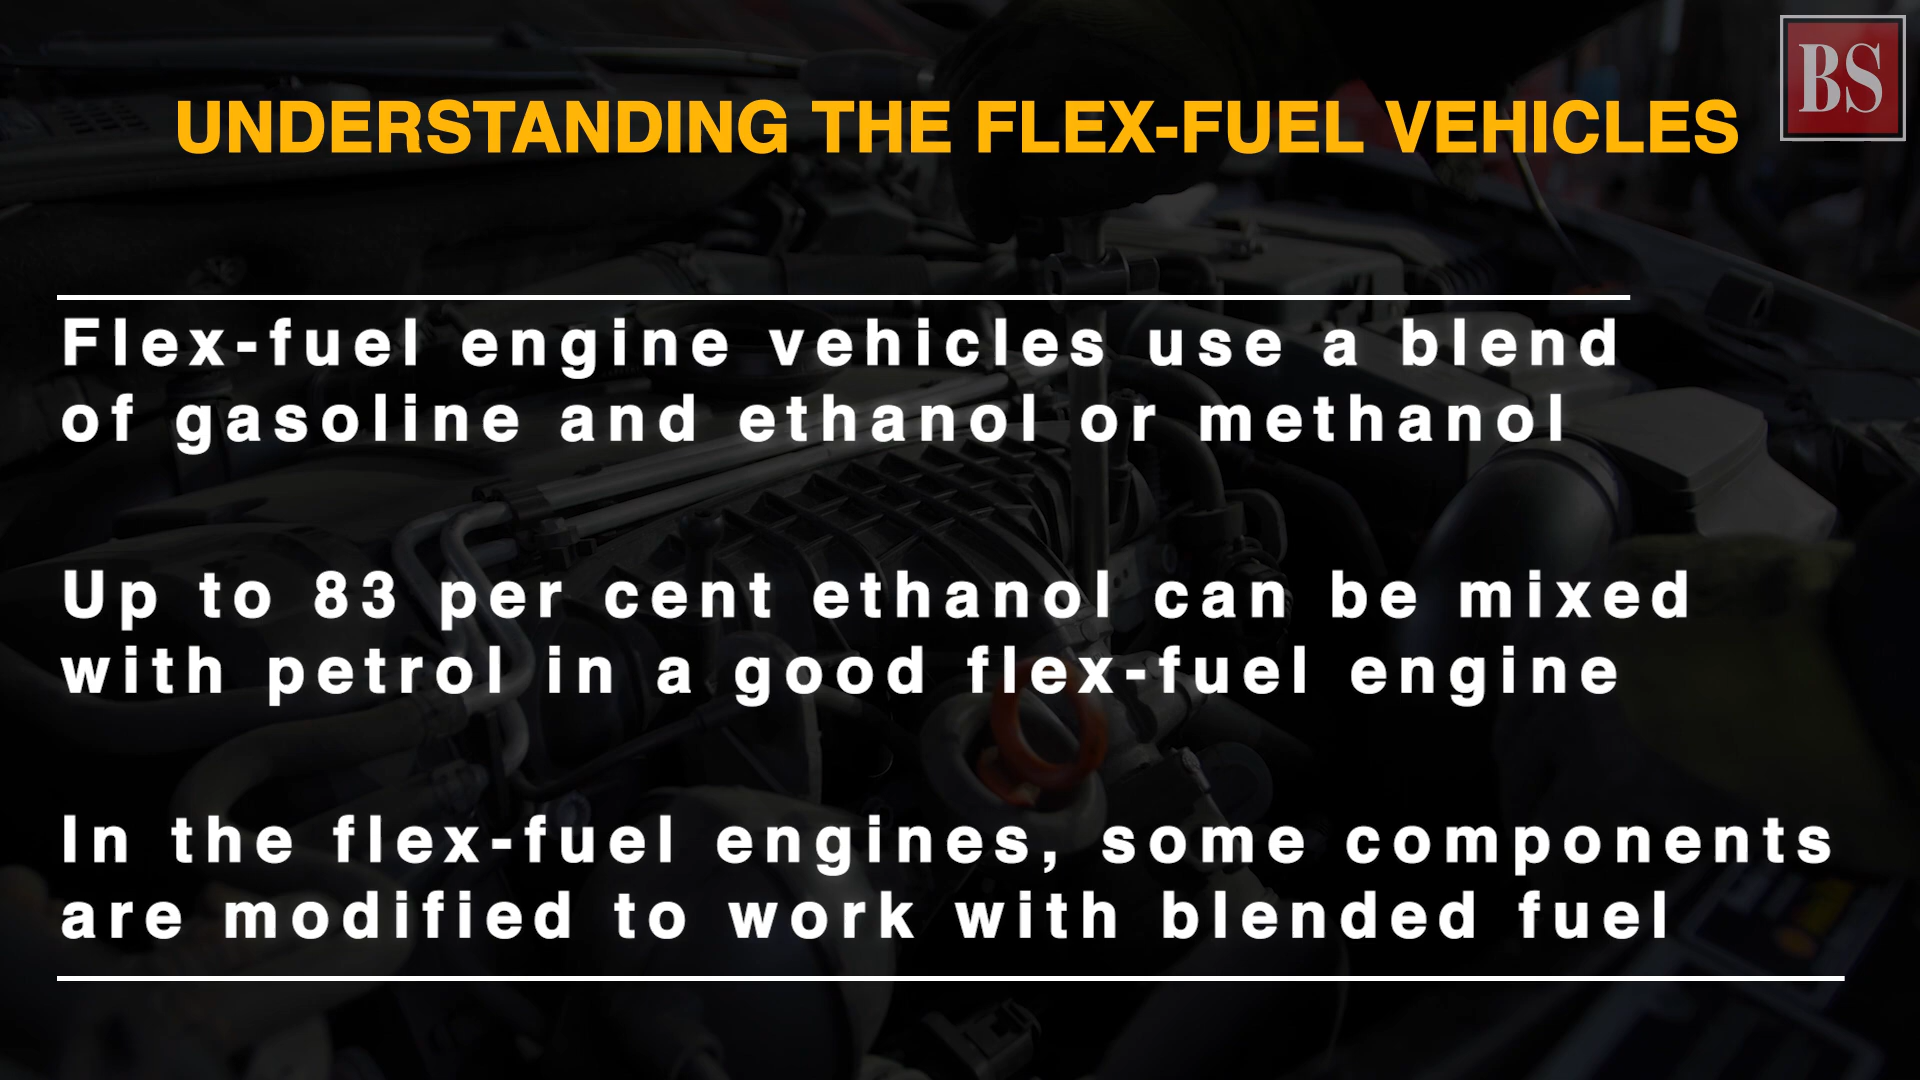 BS
UNDERSTANDING THE FLEX-FUEL VEHICLES
Flex-fuel engine vehicles use a blend
of gasoline and ethanol or methanol
Up to 83 per cent ethanol can be mixed
with petrol in a good flex-fuel engine
In the flex-fuel engines, some components
are modified to work with blended fuel